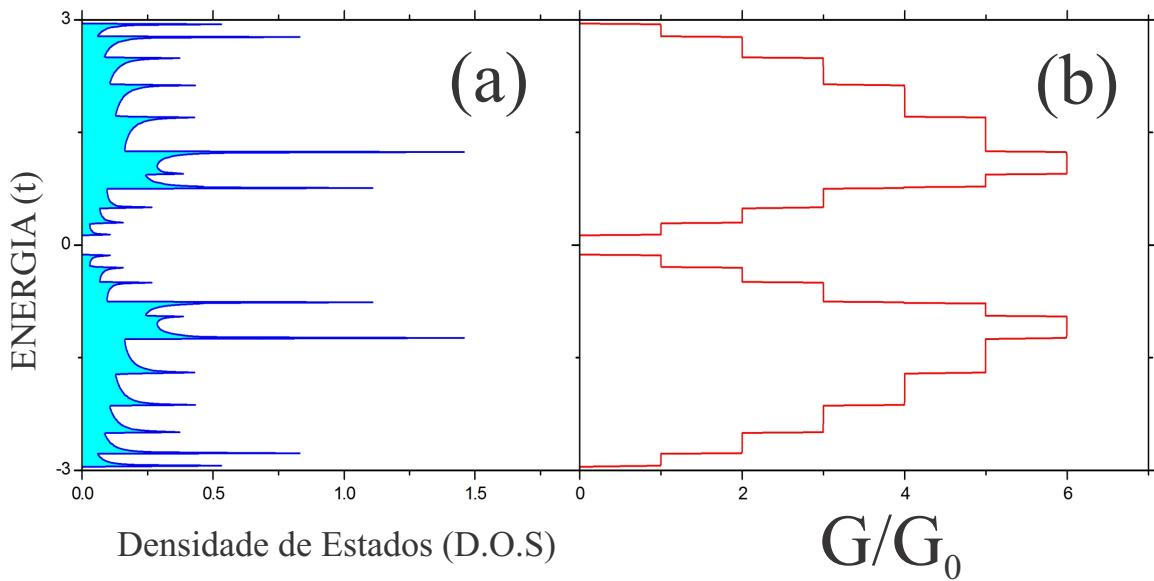 3
(a)
(b)
ENERGIA (t)
0
-3
0.0 0.5 1.0 1.5
0 2 4 6
Densidade de Estados (D.O.S)
G/G₀